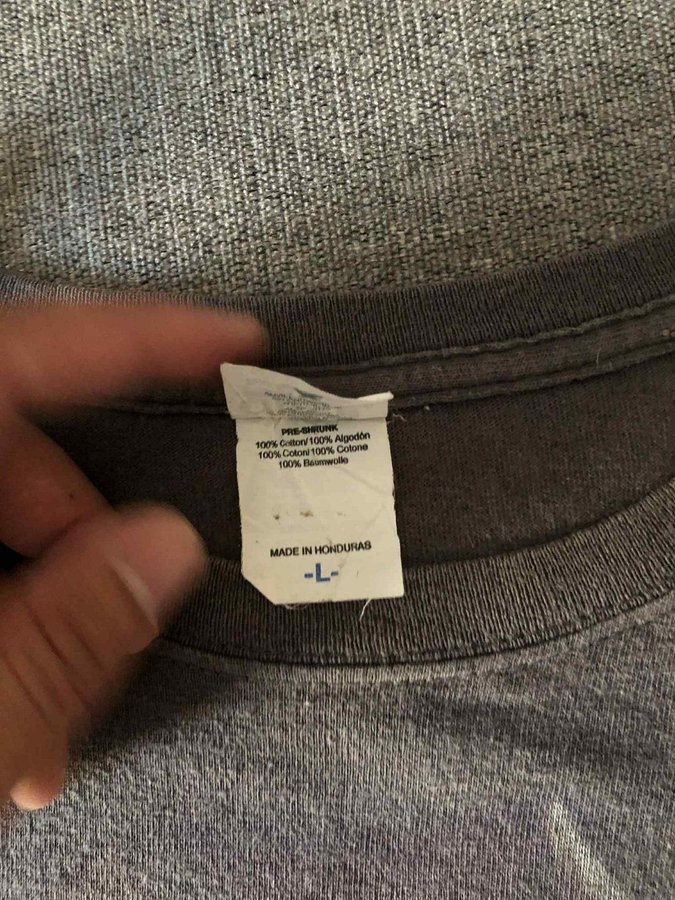 PRE-SHRUNK
100% Cotton/100% Algodón
100% Coton/100% Cotone
100% Baumwolle
MADE IN HONDURAS
-L-